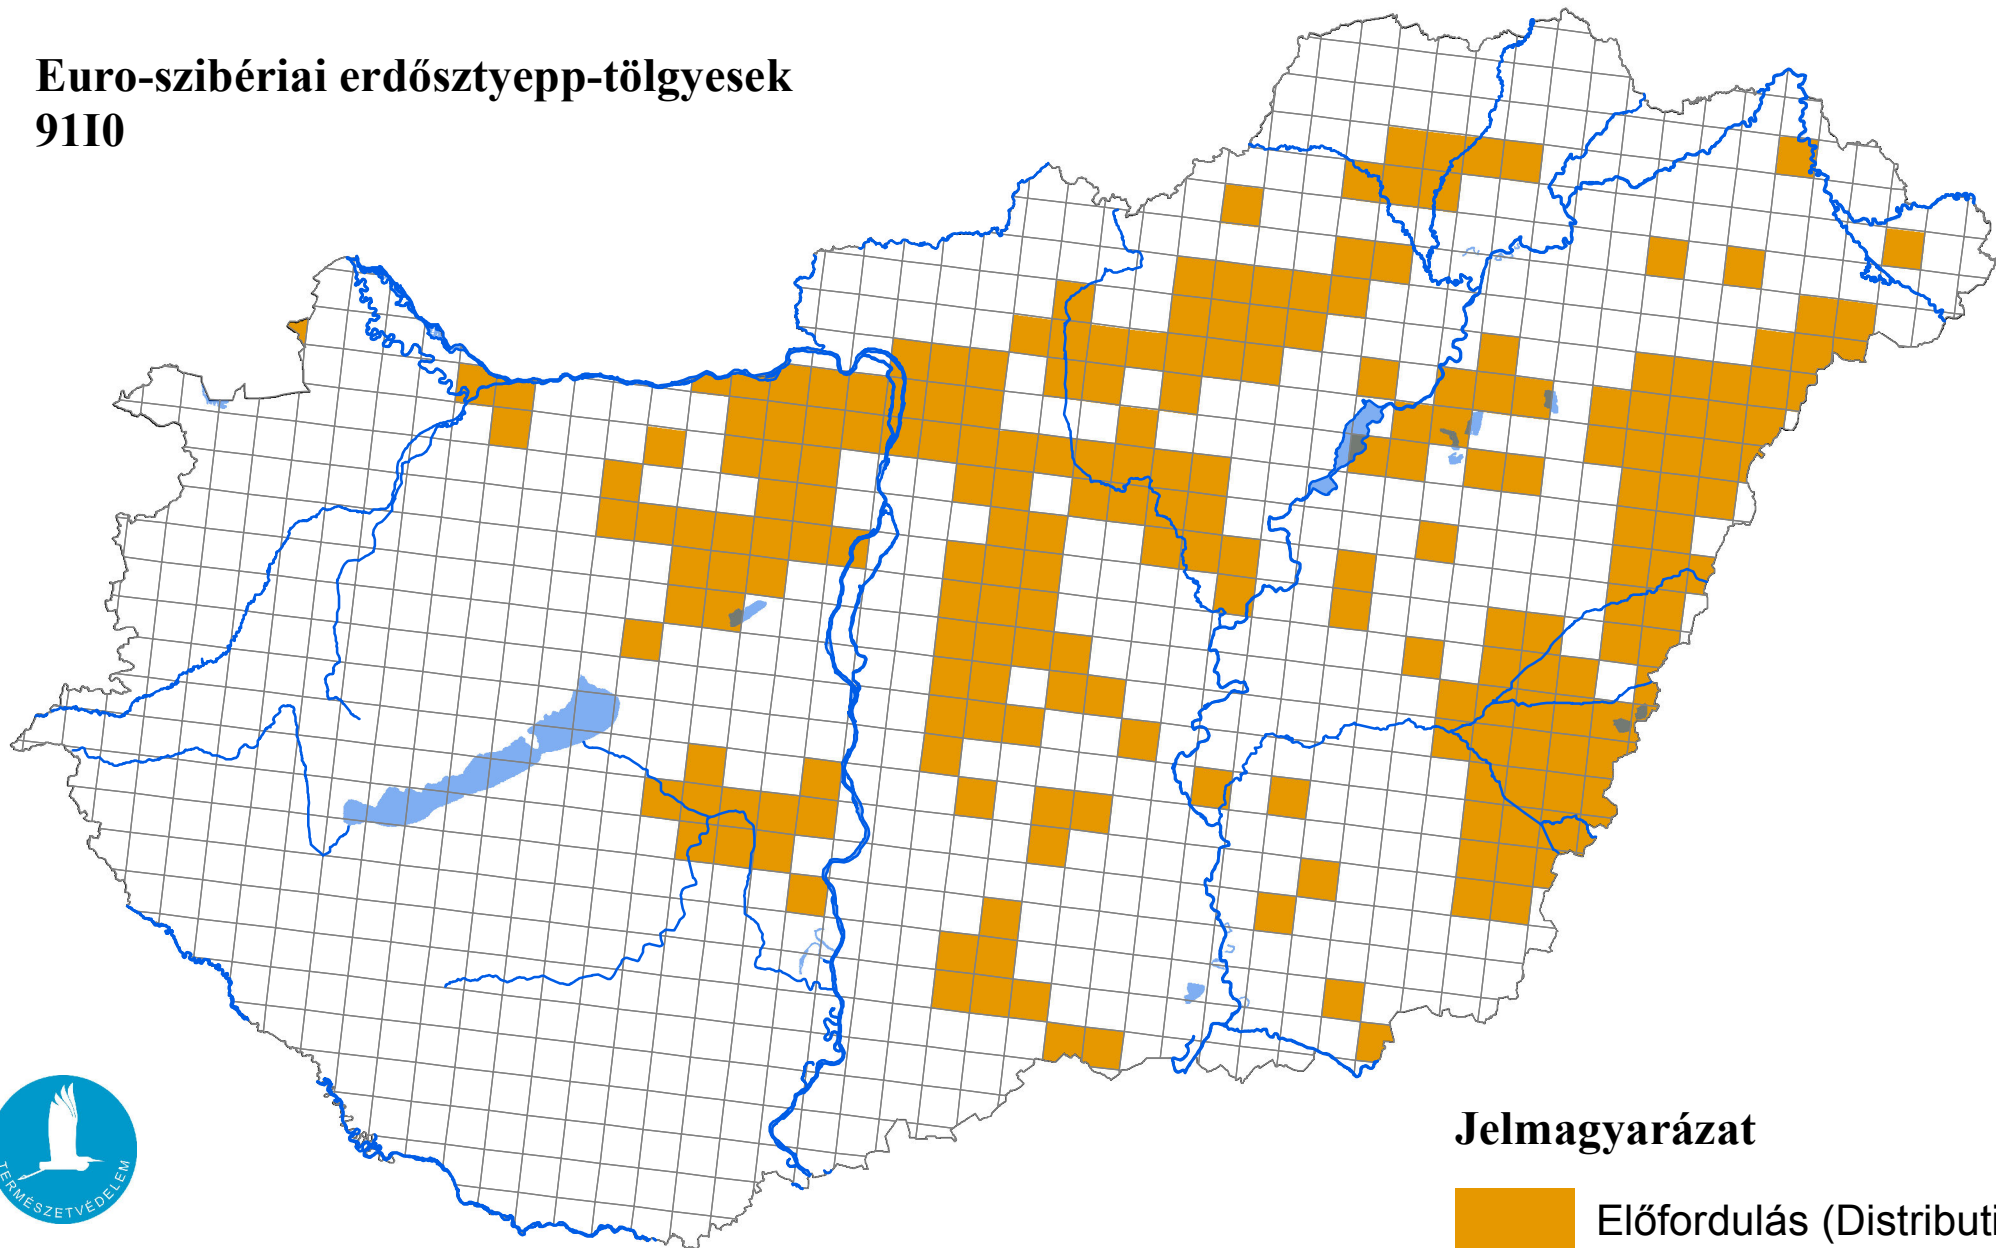 Euro-szibériai erdősztyepp-tölgyesek
91I0
TERMÉSZETVÉDELEM
Jelmagyarázat
Előfordulás (Distributi